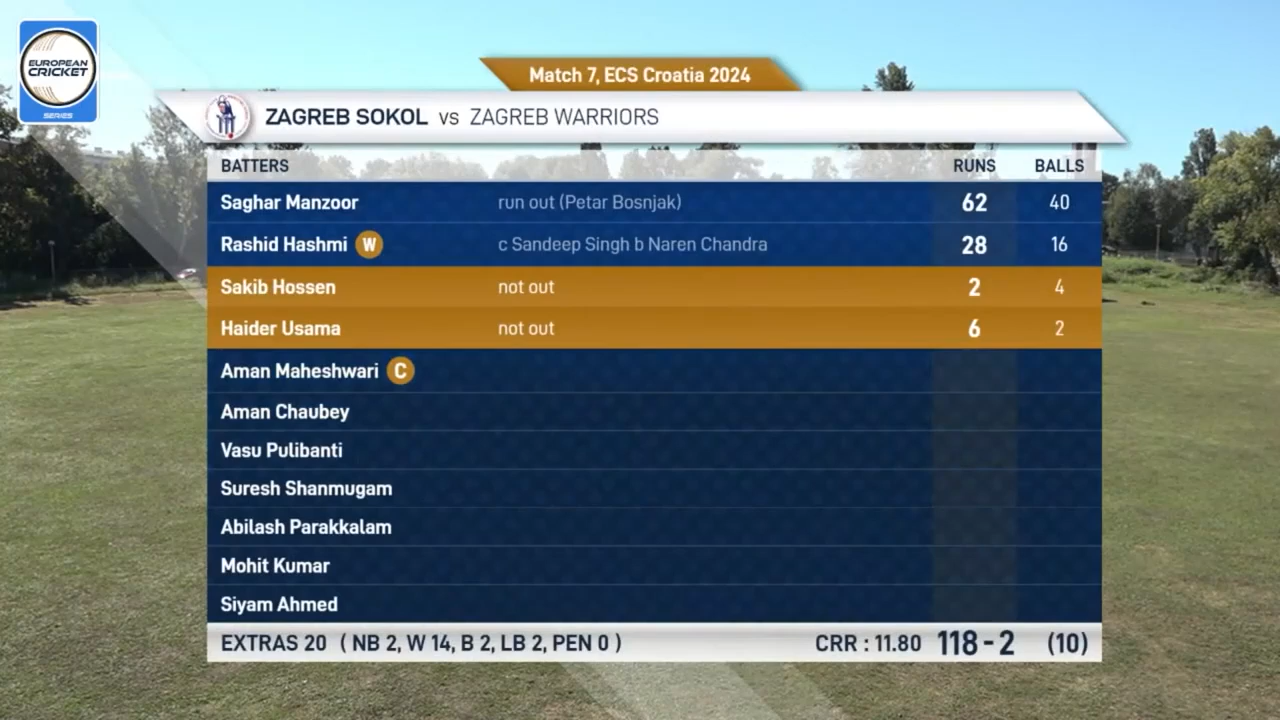 EUROPEAN
CRICKET
SERIES
Match 7, ECS Croatia 2024
ZAGREB SOKOL vs ZAGREB WARRIORS
BATTERS RUNS BALLS
Saghar Manzoor run out (Petar Bosnjak) 62 40
Rashid Hashmi W c Sandeep Singh b Naren Chandra 28 16
Sakib Hossen not out 2 4
Haider Usama not out 6 2
Aman Maheshwari C
Aman Chaubey
Vasu Pulibanti
Suresh Shanmugam
Abilash Parakkalam
Mohit Kumar
Siyam Ahmed
EXTRAS 20 ( NB 2, W 14, B 2, LB 2, PEN 0 ) CRR : 11.80 118-2 (10)